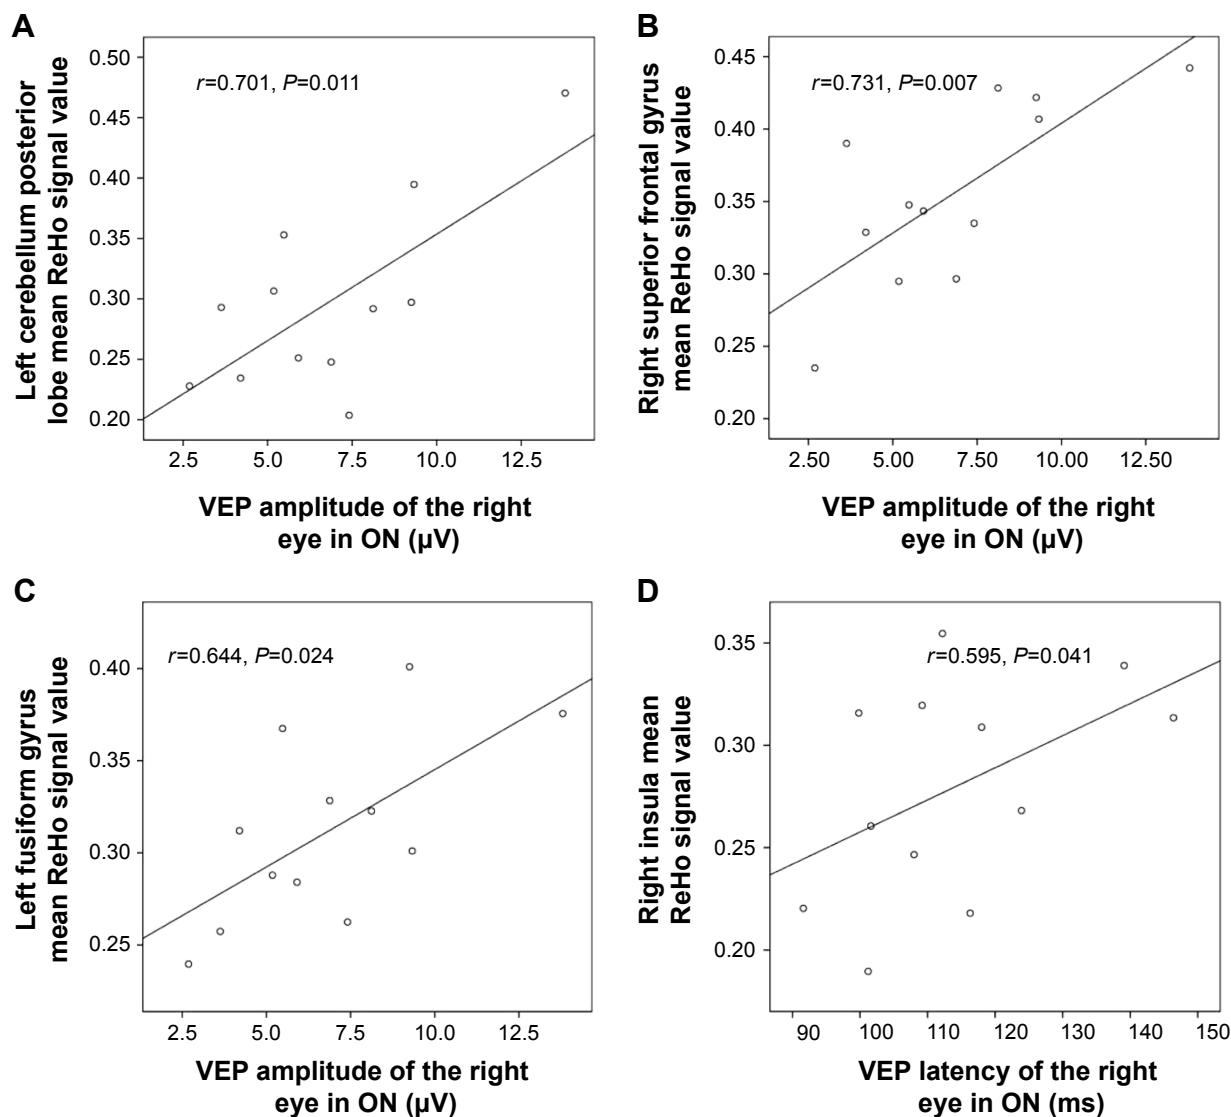 A
Left cerebellum posterior
lobe mean ReHo signal value
0.50
0.45
0.40
0.35
0.30
0.25
0.20
r=0.701, P=0.011
2.5 5.0 7.5 10.0 12.5
VEP amplitude of the right
eye in ON (µV)
B
Right superior frontal gyrus
mean ReHo signal value
0.45
0.40
0.35
0.30
0.25
0.20
r=0.731, P=0.007
2.50 5.00 7.50 10.00 12.50
VEP amplitude of the right
eye in ON (µV)
C
Left fusiform gyrus
mean ReHo signal value
0.40
0.35
0.30
0.25
r=0.644, P=0.024
2.5 5.0 7.5 10.0 12.5
VEP amplitude of the right
eye in ON (µV)
D
Right insula mean
ReHo signal value
0.35
0.30
0.25
0.20
r=0.595, P=0.041
90 100 110 120 130 140 150
VEP latency of the right
eye in ON (ms)